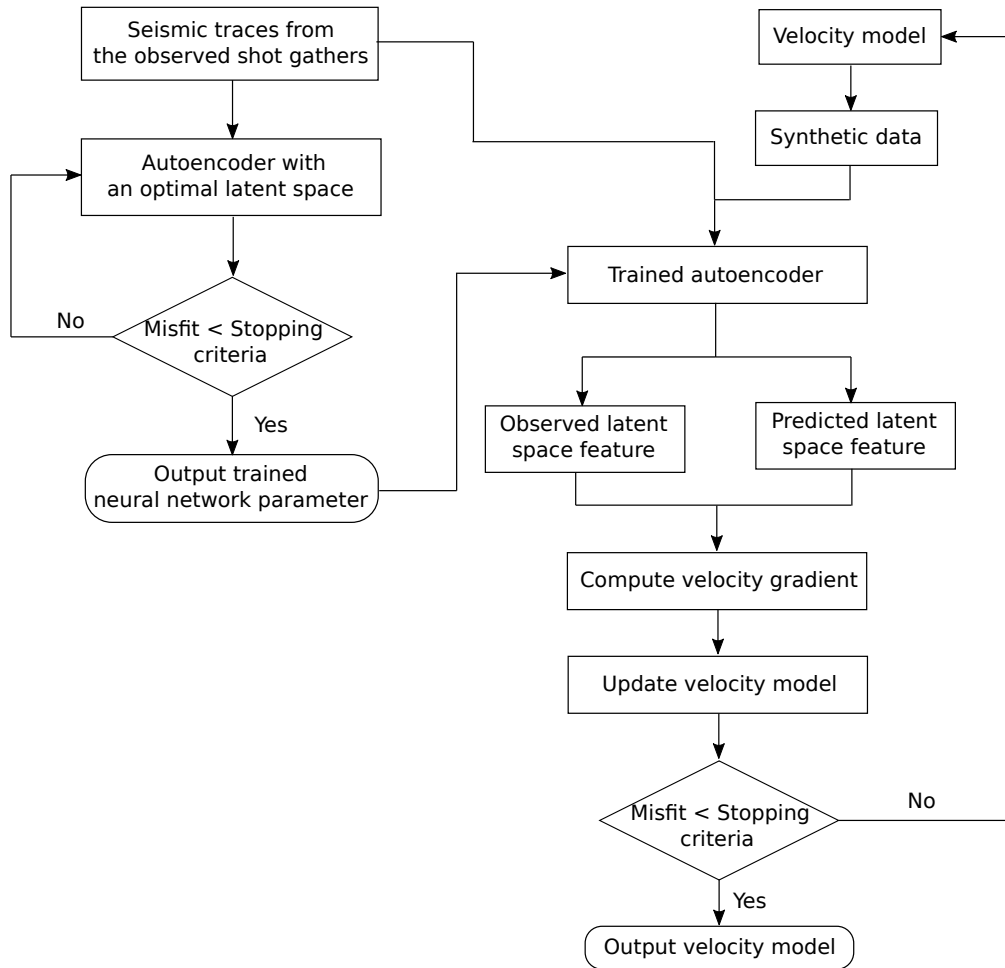 Seismic traces from
the observed shot gathers
Autoencoder with
an optimal latent space
No
Misfit < Stopping
criteria
Yes
Output trained
neural network parameter
Velocity model
Synthetic data
Trained autoencoder
Observed latent
space feature
Predicted latent
space feature
Compute velocity gradient
Update velocity model
Misfit < Stopping
criteria
No
Yes
Output velocity model